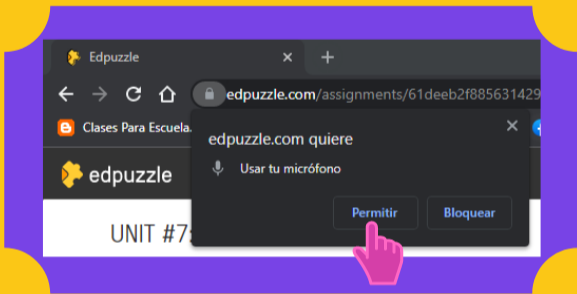 Edpuzzle
edpuzzle.com/assignments/61deeb2f885631429
Clases Para Escuela.
edpuzzle.com quiere
Usar tu micrófono
edpuzzle
Permitir
Bloquear
UNIT #7: